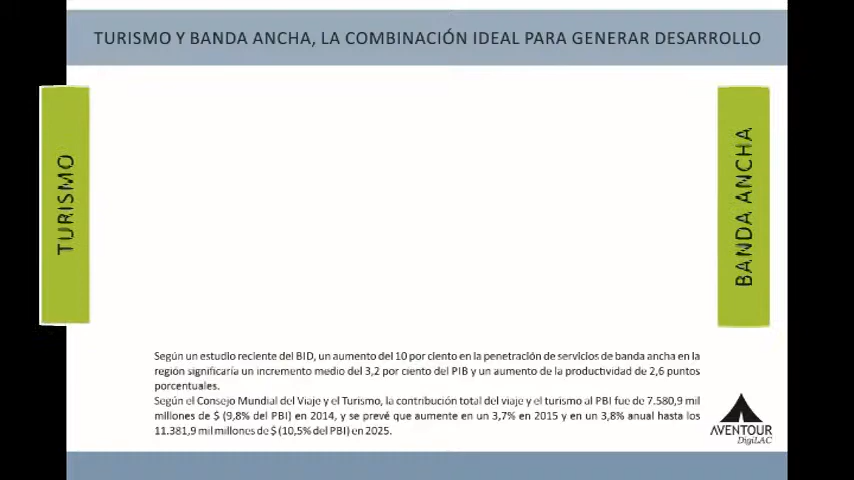 TURISMO Y BANDA ANCHA, LA COMBINACIÓN IDEAL PARA GENERAR DESARROLLO
TURISMO
BANDA ANCHA
Según un estudio reciente del BID, un aumento del 10 por ciento en la penetración de servicios de banda ancha en la
región significaría un incremento medio del 3,2 por ciento del PIB y un aumento de la productividad de 2,6 puntos
porcentuales.
Según el Consejo Mundial del Viaje y el Turismo, la contribución total del viaje y el turismo al PBI fue de 7.580,9 mil
millones de $ (9,8% del PBI) en 2014, y se prevé que aumente en un 3,7% en 2015 y en un 3,8% anual hasta los
11.381,9 mil millones de $ (10,5% del PBI) en 2025.
AVENTOUR
DigiLAC